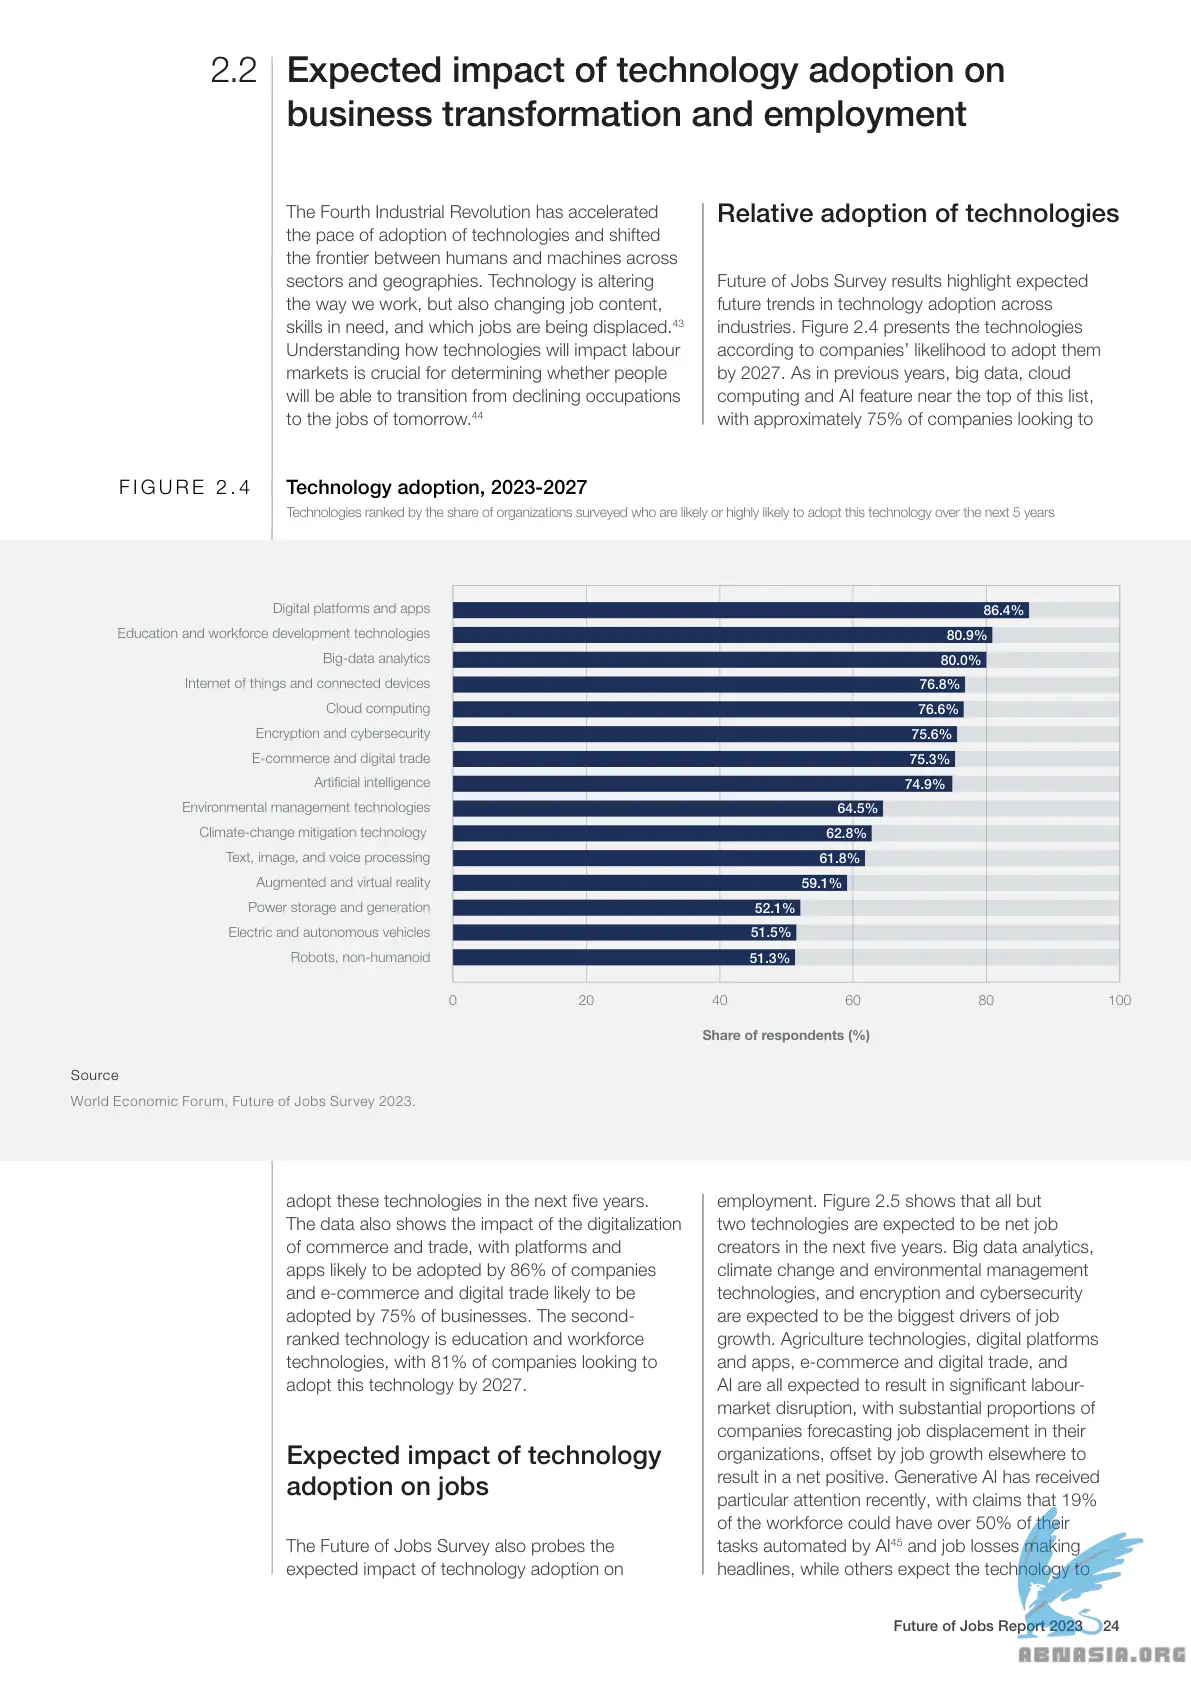 2.2 Expected impact of technology adoption on
business transformation and employment
The Fourth Industrial Revolution has accelerated
the pace of adoption of technologies and shifted
the frontier between humans and machines across
sectors and geographies. Technology is altering
the way we work, but also changing job content,
skills in need, and which jobs are being displaced.43
Understanding how technologies will impact labour
markets is crucial for determining whether people
will be able to transition from declining occupations
to the jobs of tomorrow.44
Relative adoption of technologies
Future of Jobs Survey results highlight expected
future trends in technology adoption across
industries. Figure 2.4 presents the technologies
according to companies’ likelihood to adopt them
by 2027. As in previous years, big data, cloud
computing and AI feature near the top of this list,
with approximately 75% of companies looking to
FIGURE 2.4 Technology adoption, 2023-2027
Technologies ranked by the share of organizations surveyed who are likely or highly likely to adopt this technology over the next 5 years
Digital platforms and apps 86.4%
Education and workforce development technologies 80.9%
Big-data analytics 80.0%
Internet of things and connected devices 76.8%
Cloud computing 76.6%
Encryption and cybersecurity 75.6%
E-commerce and digital trade 75.3%
Artificial intelligence 74.9%
Environmental management technologies 64.5%
Climate-change mitigation technology 62.8%
Text, image, and voice processing 61.8%
Augmented and virtual reality 59.1%
Power storage and generation 52.1%
Electric and autonomous vehicles 51.5%
Robots, non-humanoid 51.3%
0 20 40 60 80 100
Share of respondents (%)
Source
World Economic Forum, Future of Jobs Survey 2023.
adopt these technologies in the next five years.
The data also shows the impact of the digitalization
of commerce and trade, with platforms and
apps likely to be adopted by 86% of companies
and e-commerce and digital trade likely to be
adopted by 75% of businesses. The second-
ranked technology is education and workforce
technologies, with 81% of companies looking to
adopt this technology by 2027.
Expected impact of technology
adoption on jobs
The Future of Jobs Survey also probes the
expected impact of technology adoption on
employment. Figure 2.5 shows that all but
two technologies are expected to be net job
creators in the next five years. Big data analytics,
climate change and environmental management
technologies, and encryption and cybersecurity
are expected to be the biggest drivers of job
growth. Agriculture technologies, digital platforms
and apps, e-commerce and digital trade, and
AI are all expected to result in significant labour-
market disruption, with substantial proportions of
companies forecasting job displacement in their
organizations, offset by job growth elsewhere to
result in a net positive. Generative AI has received
particular attention recently, with claims that 19%
of the workforce could have over 50% of their
tasks automated by AI45 and job losses making
headlines, while others expect the technology to
Future of Jobs Report 2023 24
ABNASIA.ORG